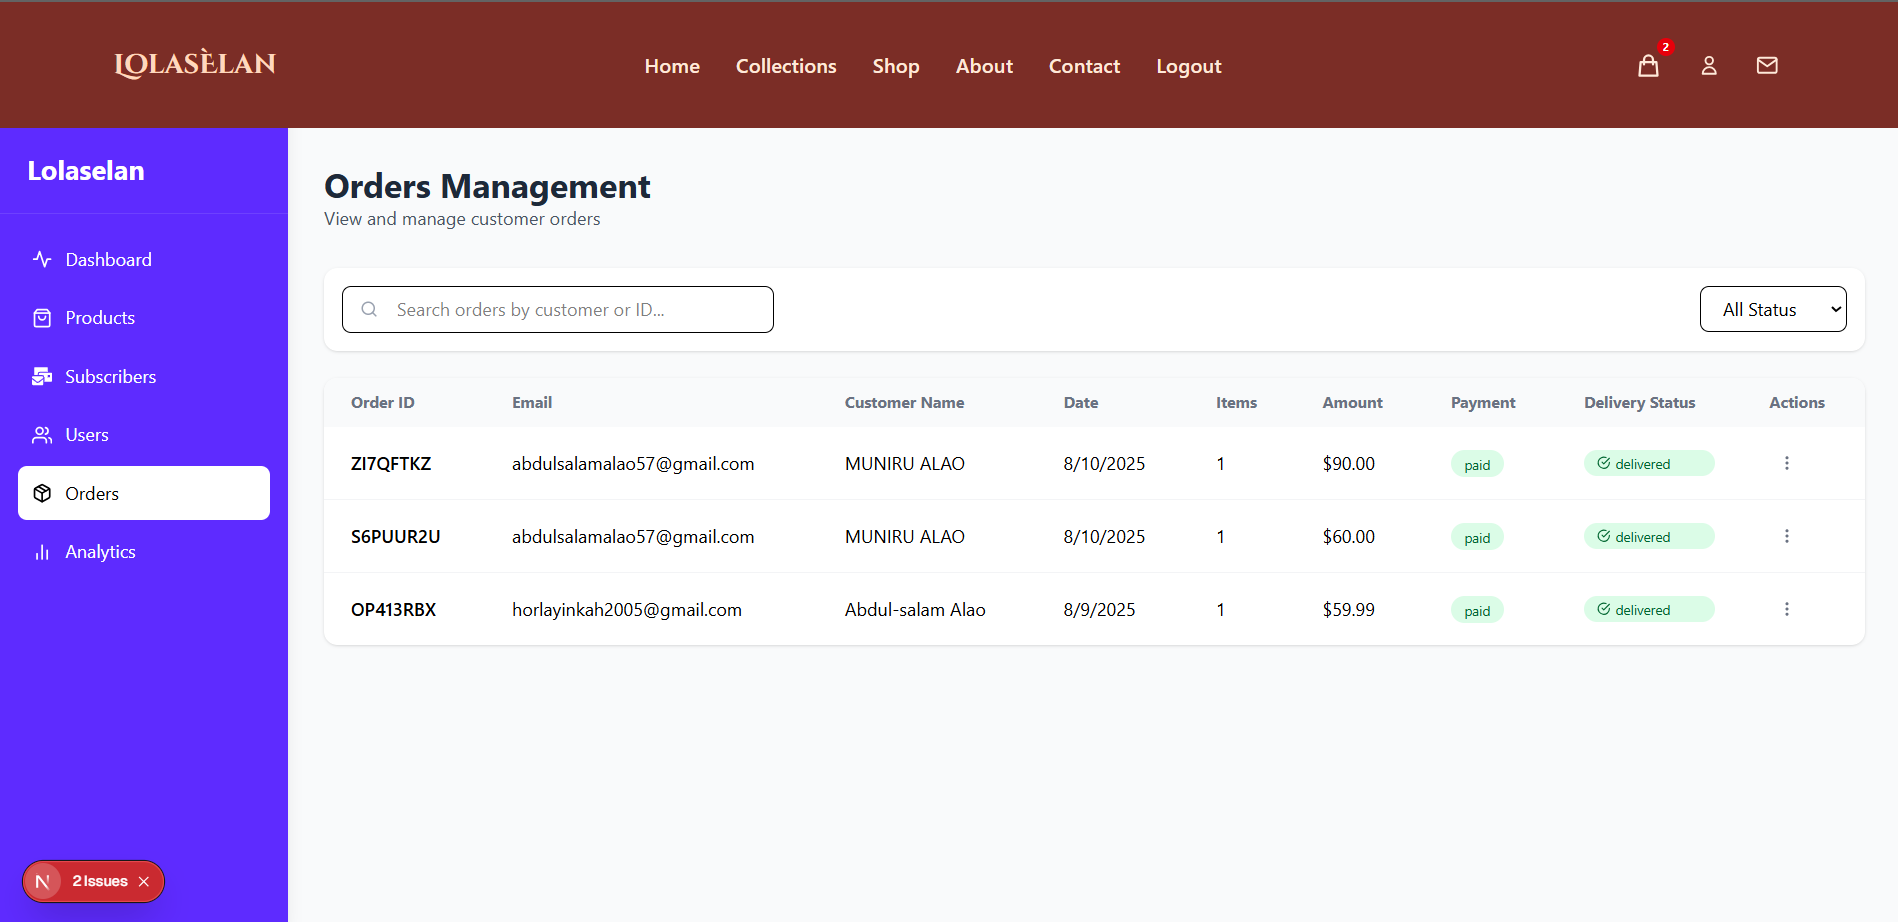 LOLASÈLAN
Home Collections Shop About Contact Logout
2
Lolaselan
Dashboard
Products
Subscribers
Users
Orders
Analytics
N 2 Issues
Orders Management
View and manage customer orders
Search orders by customer or ID...
All Status
Order ID Email Customer Name Date Items Amount Payment Delivery Status Actions
ZI7QFTKZ abdulsalamalao57@gmail.com MUNIRU ALAO 8/10/2025 1 $90.00 paid delivered
S6PUUR2U abdulsalamalao57@gmail.com MUNIRU ALAO 8/10/2025 1 $60.00 paid delivered
OP413RBX horlayinkah2005@gmail.com Abdul-salam Alao 8/9/2025 1 $59.99 paid delivered